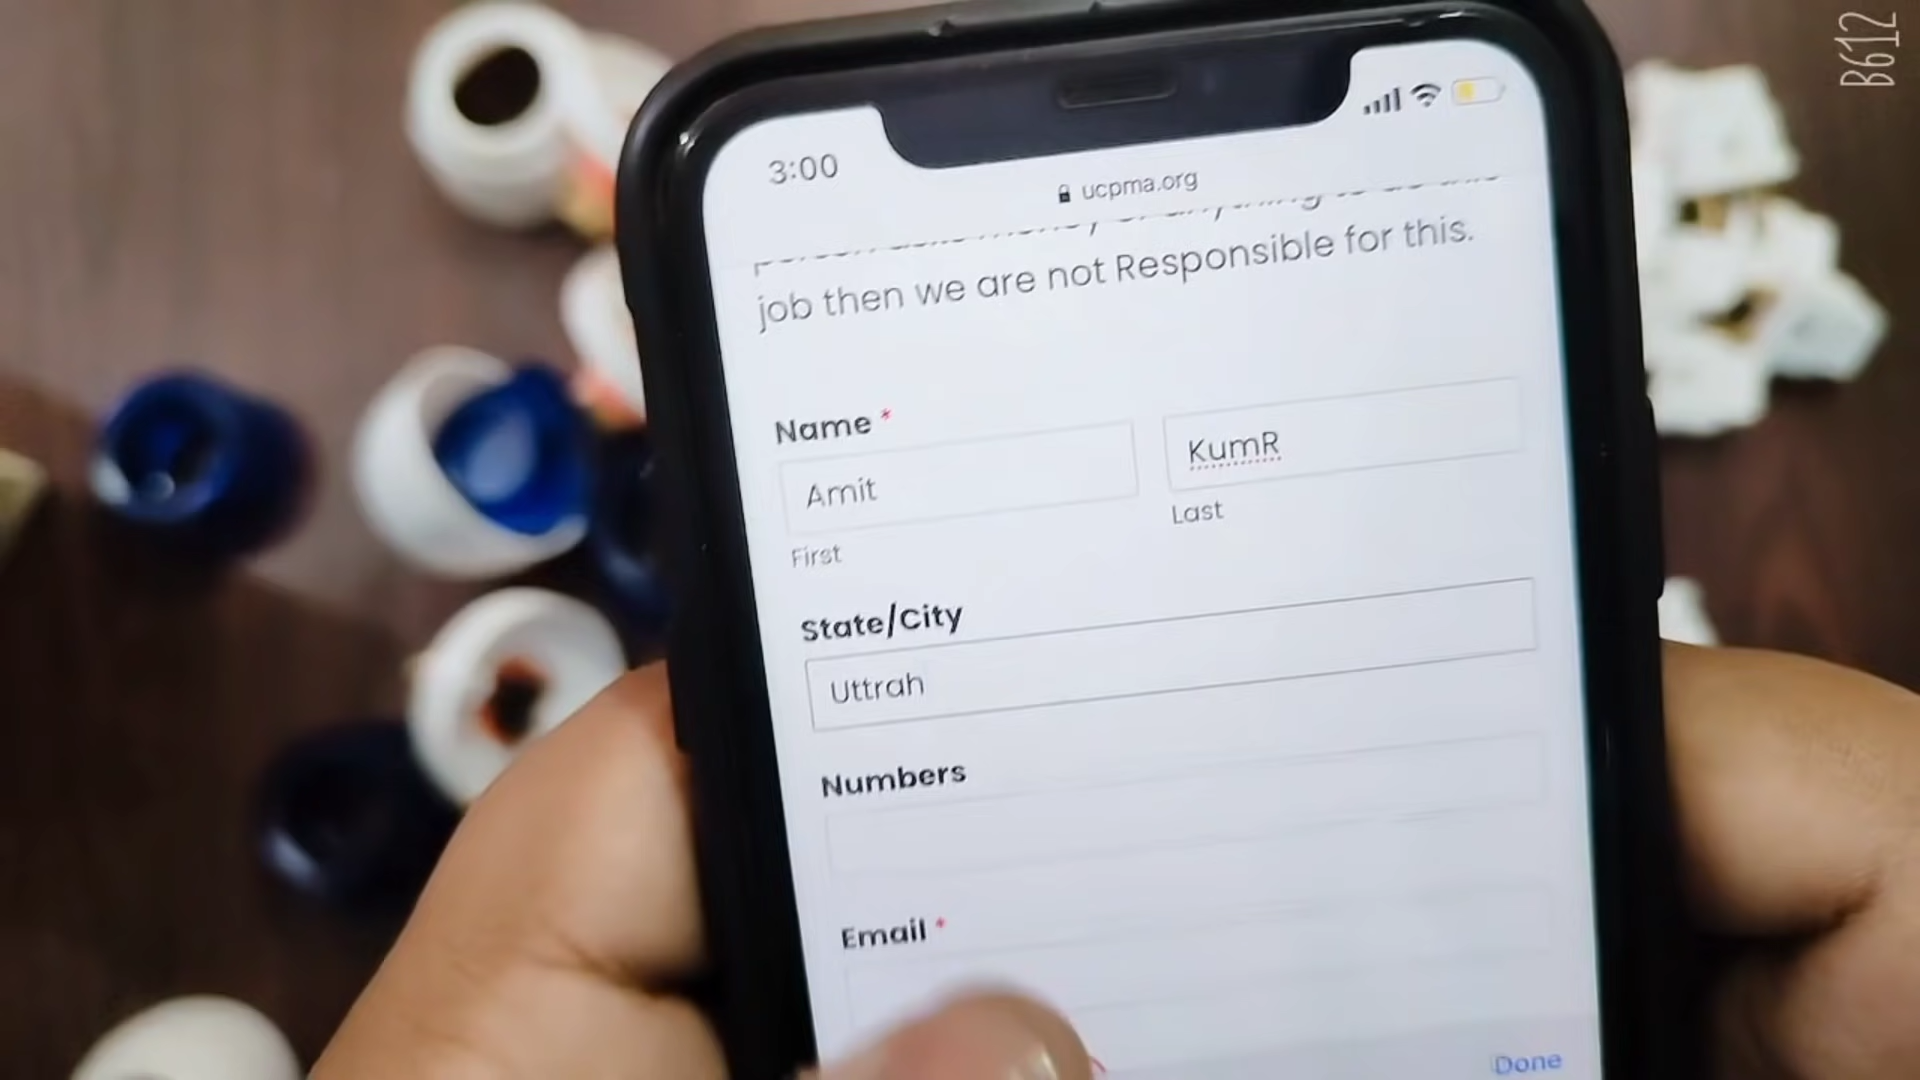 B612
3:00
ucpma.org
job then we are not Responsible for this.
Name *
Amit
KumR
First
Last
State/City
Uttrah
Numbers
Email *
Done